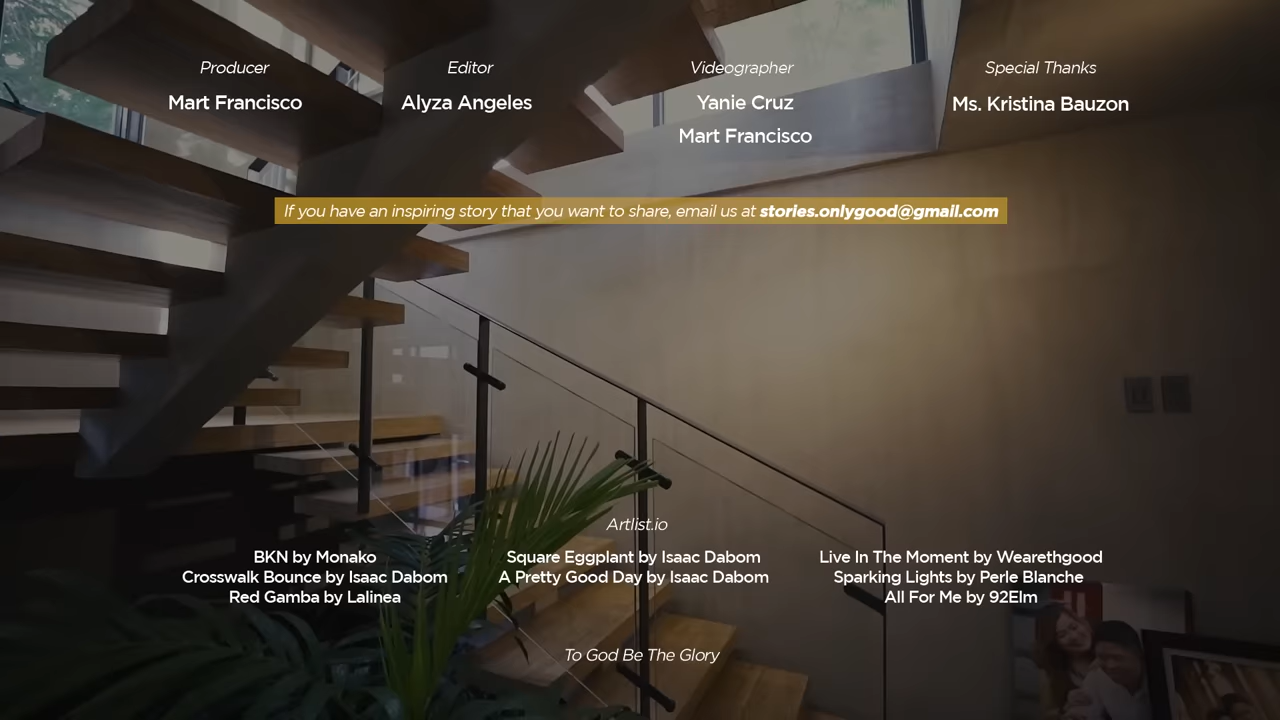 Producer
Mart Francisco
Editor
Alyza Angeles
Videographer
Yanie Cruz
Mart Francisco
Special Thanks
Ms. Kristina Bauzon
If you have an inspiring story that you want to share, email us at stories.onlygood@gmail.com
Artlist.io
BKN by Monako
Crosswalk Bounce by Isaac Dabom
Red Gamba by Lalinea
Square Eggplant by Isaac Dabom
A Pretty Good Day by Isaac Dabom
Live In The Moment by Wearethgood
Sparking Lights by Perle Blanche
All For Me by 92Elm
To God Be The Glory